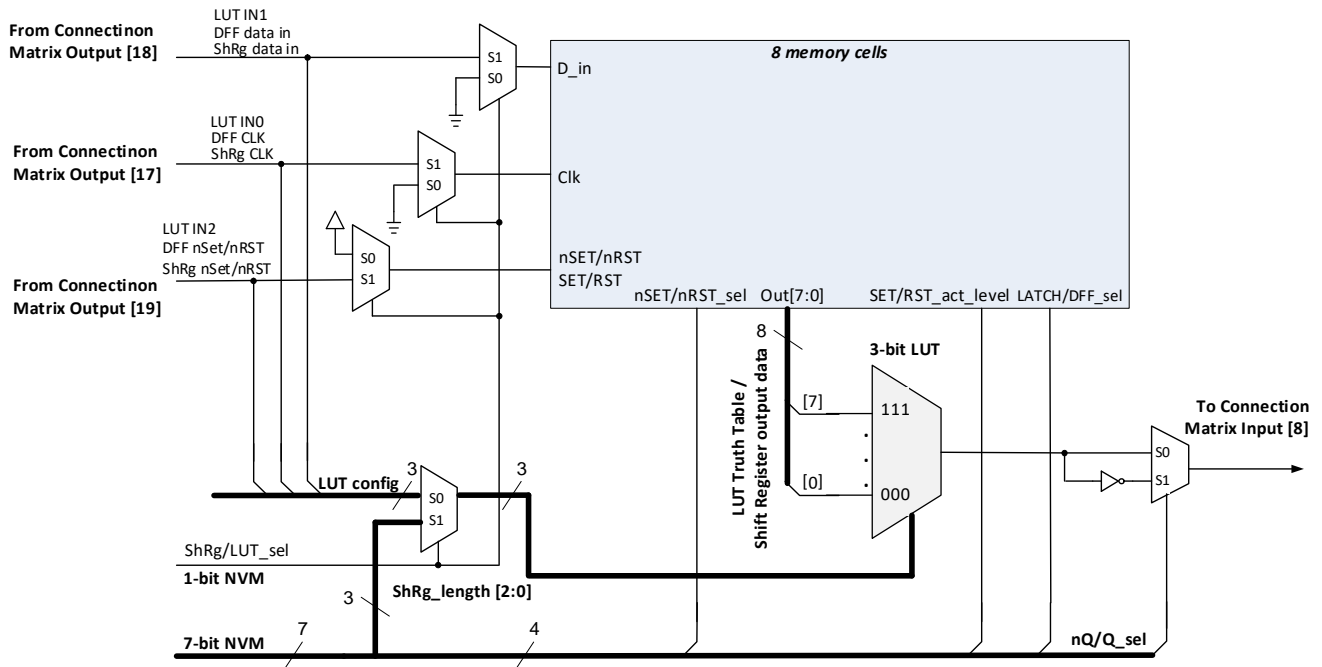 From Connectinon
Matrix Output [18]
LUT IN1
DFF data in
ShRg data in
S1
S0
8 memory cells
D_in
From Connectinon
Matrix Output [17]
LUT IN0
DFF CLK
ShRg CLK
S1
S0
Clk
From Connectinon
Matrix Output [19]
LUT IN2
DFF nSet/nRST
ShRg nSet/nRST
S0
S1
nSET/nRST
SET/RST
nSET/nRST_sel
Out[7:0]
SET/RST_act_level
LATCH/DFF_sel
8
LUT Truth Table /
Shift Register output data
3-bit LUT
[7]
111
[0]
000
To Connection
Matrix Input [8]
S0
S1
LUT config
3
S0
S1
3
ShRg/LUT_sel
1-bit NVM
ShRg_length [2:0]
3
7-bit NVM
7
4
nQ/Q_sel